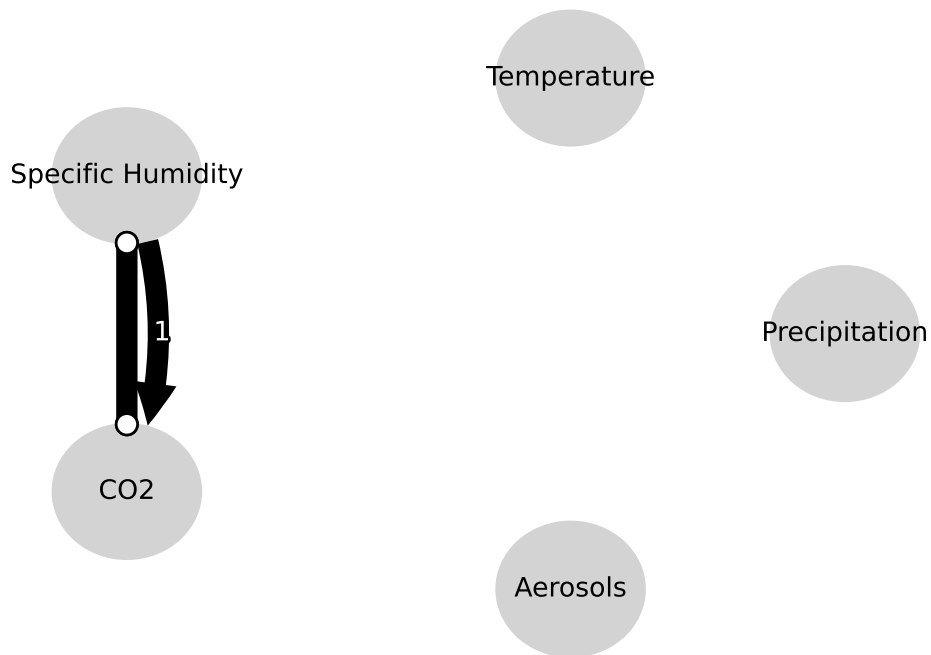 Temperature
Specific Humidity
1
Precipitation
CO2
Aerosols